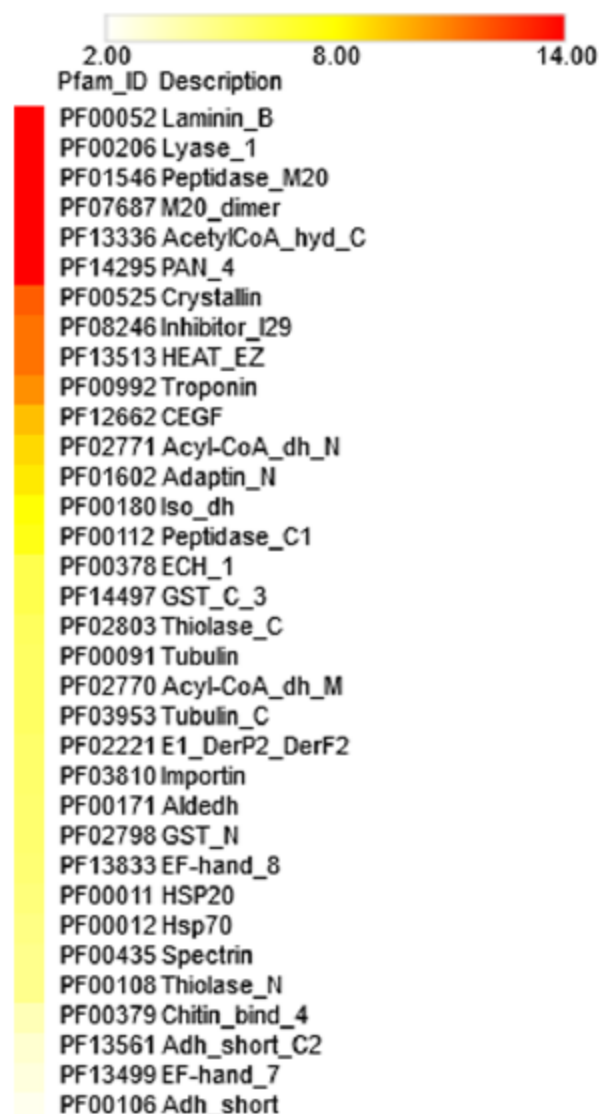 2.00 8.00 14.00
Pfam_ID Description
PF00052 Laminin_B
PF00206 Lyase_1
PF01546 Peptidase_M20
PF07687 M20_dimer
PF13336 AcetylCoA_hyd_C
PF14295 PAN_4
PF00525 Crystallin
PF08246 Inhibitor_I29
PF13513 HEAT_EZ
PF00992 Troponin
PF12662 CEGF
PF02771 Acyl-CoA_dh_N
PF01602 Adaptin_N
PF00180 Iso_dh
PF00112 Peptidase_C1
PF00378 ECH_1
PF14497 GST_C_3
PF02803 Thiolase_C
PF00091 Tubulin
PF02770 Acyl-CoA_dh_M
PF03953 Tubulin_C
PF02221 E1_DerP2_DerF2
PF03810 Importin
PF00171 Aldedh
PF02798 GST_N
PF13833 EF-hand_8
PF00011 HSP20
PF00012 Hsp70
PF00435 Spectrin
PF00108 Thiolase_N
PF00379 Chitin_bind_4
PF13561 Adh_short_C2
PF13499 EF-hand_7
PF00106 Adh_short